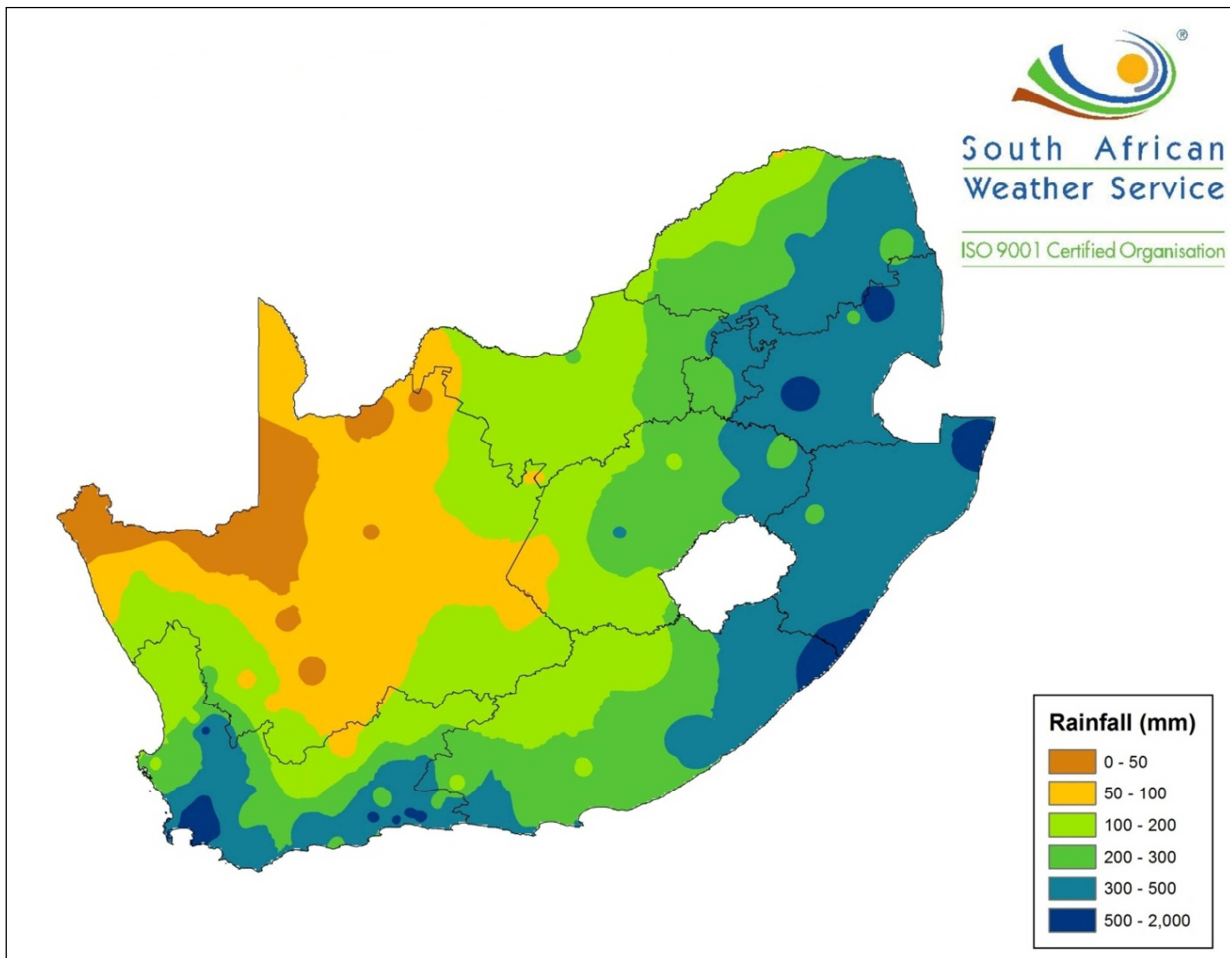 ®
South African
Weather Service
ISO 9001 Certified Organisation
Rainfall (mm)
0 - 50
50 - 100
100 - 200
200 - 300
300 - 500
500 - 2,000